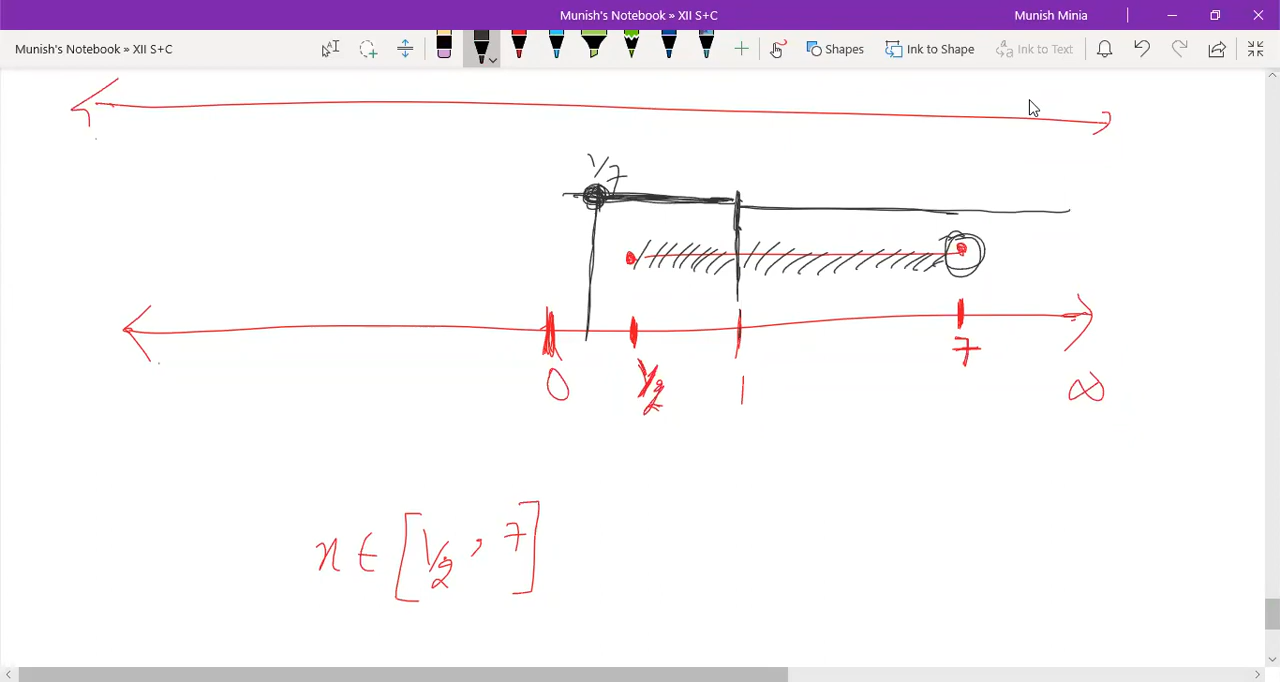 Munish's Notebook » XII S+C
Munish Minia
Munish's Notebook » XII S+C
Shapes
Ink to Shape
Ink to Text
1/7
0
1/2
1
7
∞
x ∈ [1/2 , 7]